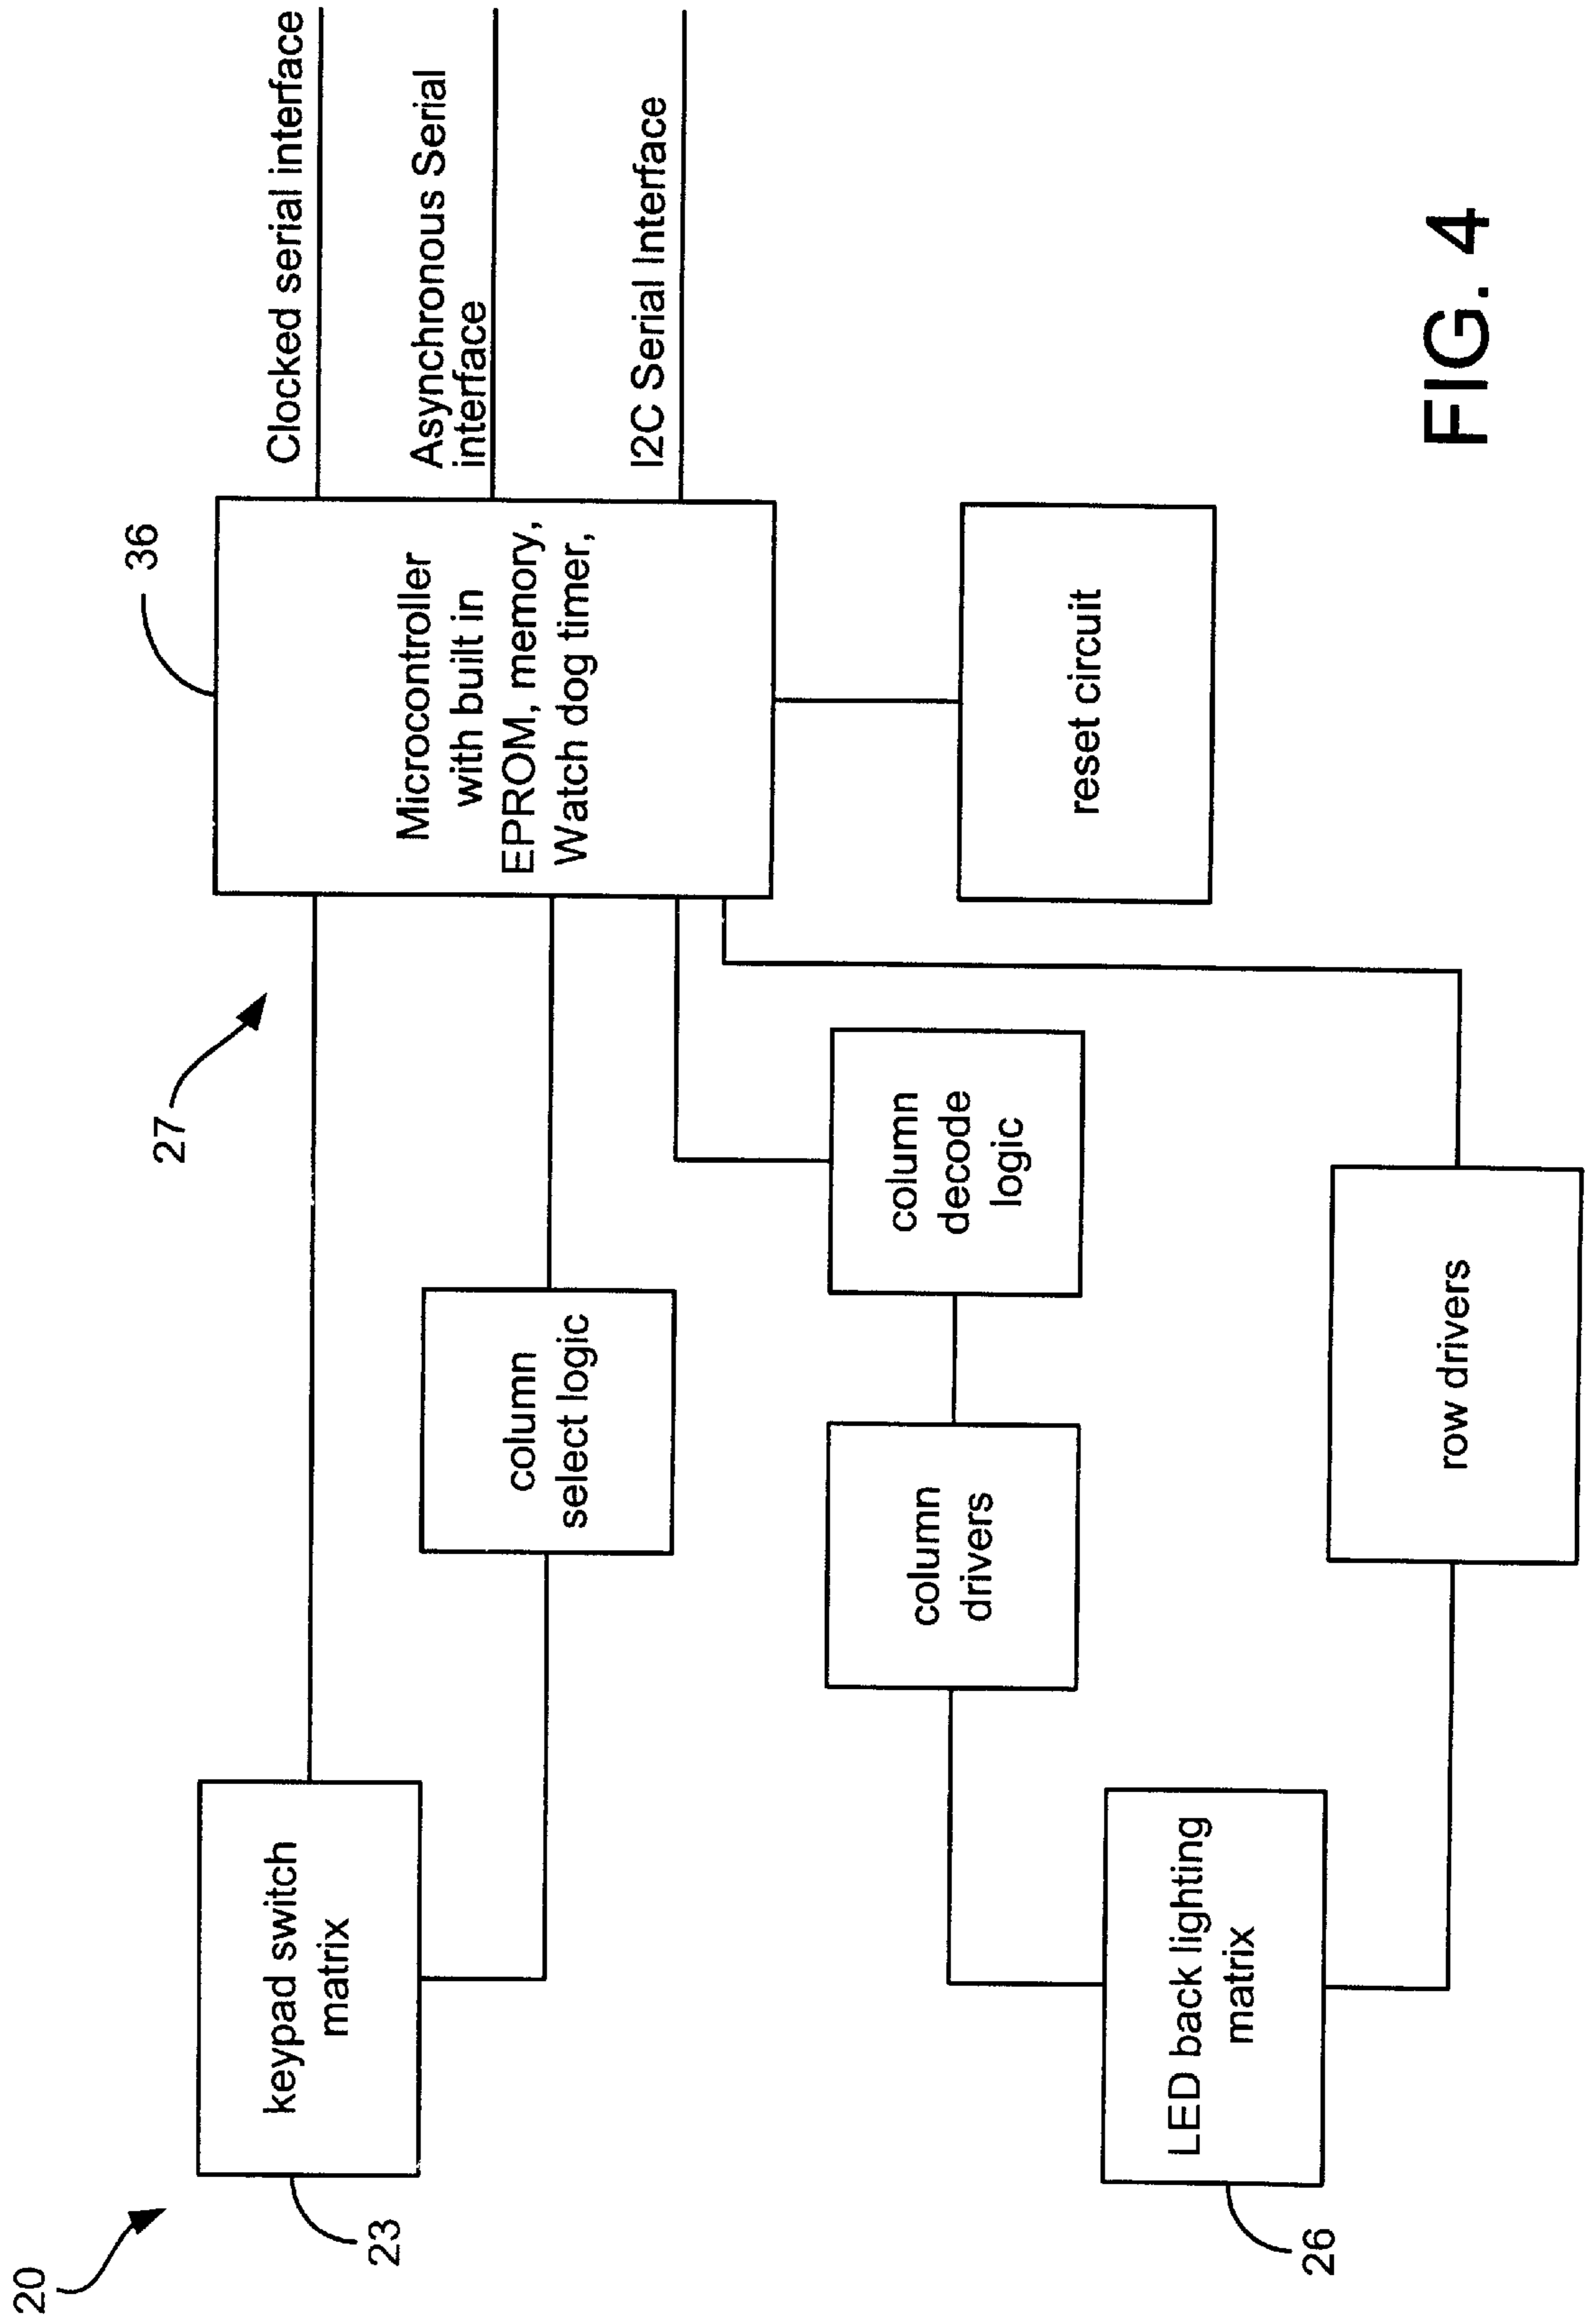 20
23
keypad switch
matrix
27
36
Microcontroller
with built in
EPROM, memory,
Watch dog timer,
Clocked serial interface
Asynchronous Serial
interface
I2C Serial Interface
column
select logic
column
decode
logic
column
drivers
reset circuit
26
LED back lighting
matrix
row drivers
FIG. 4